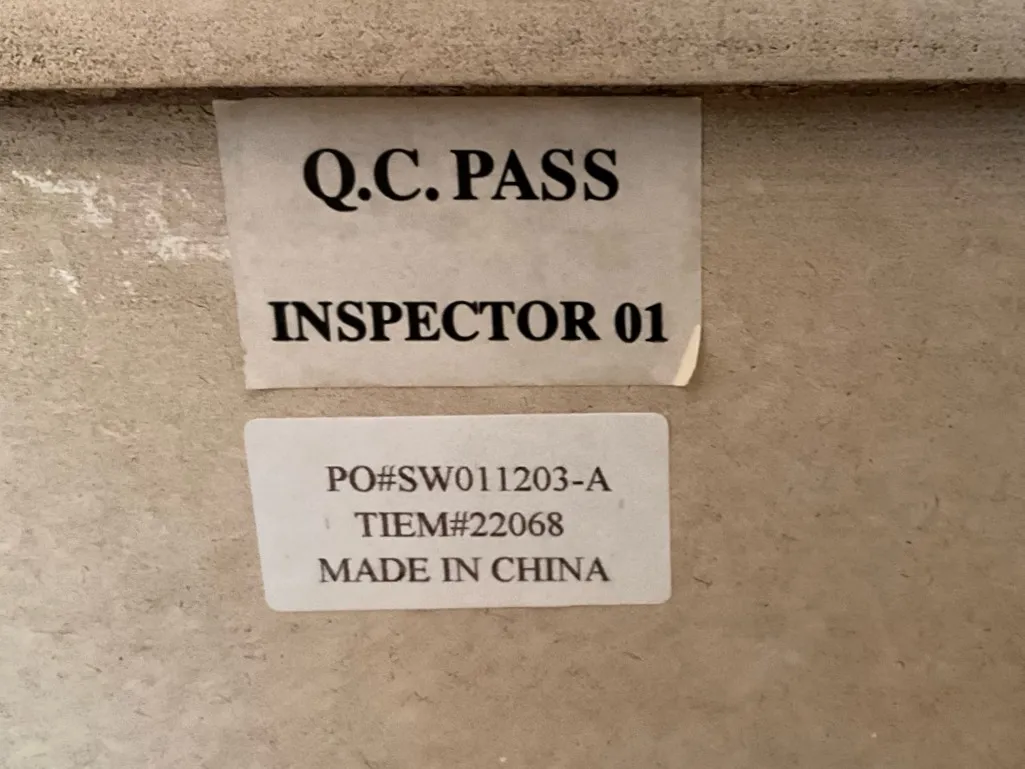 Q.C. PASS
INSPECTOR 01
PO#SW011203-A
TIEM#22068
MADE IN CHINA